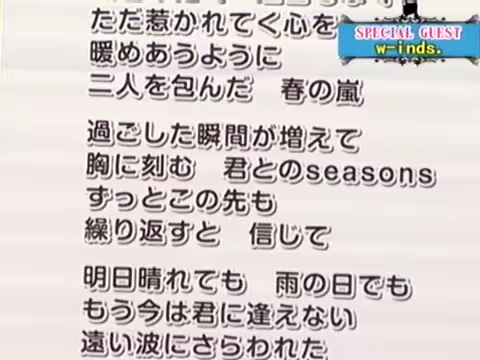 SPECIAL GUEST
w-inds.
ただ惹かれてく心を
暖めあうように
二人を包んだ 春の嵐
過ごした瞬間が増えて
胸に刻む 君とのseasons
ずっとこの先も
繰り返すと 信じて
明日晴れても 雨の日でも
もう今は君に逢えない
遠い波にさらわれた